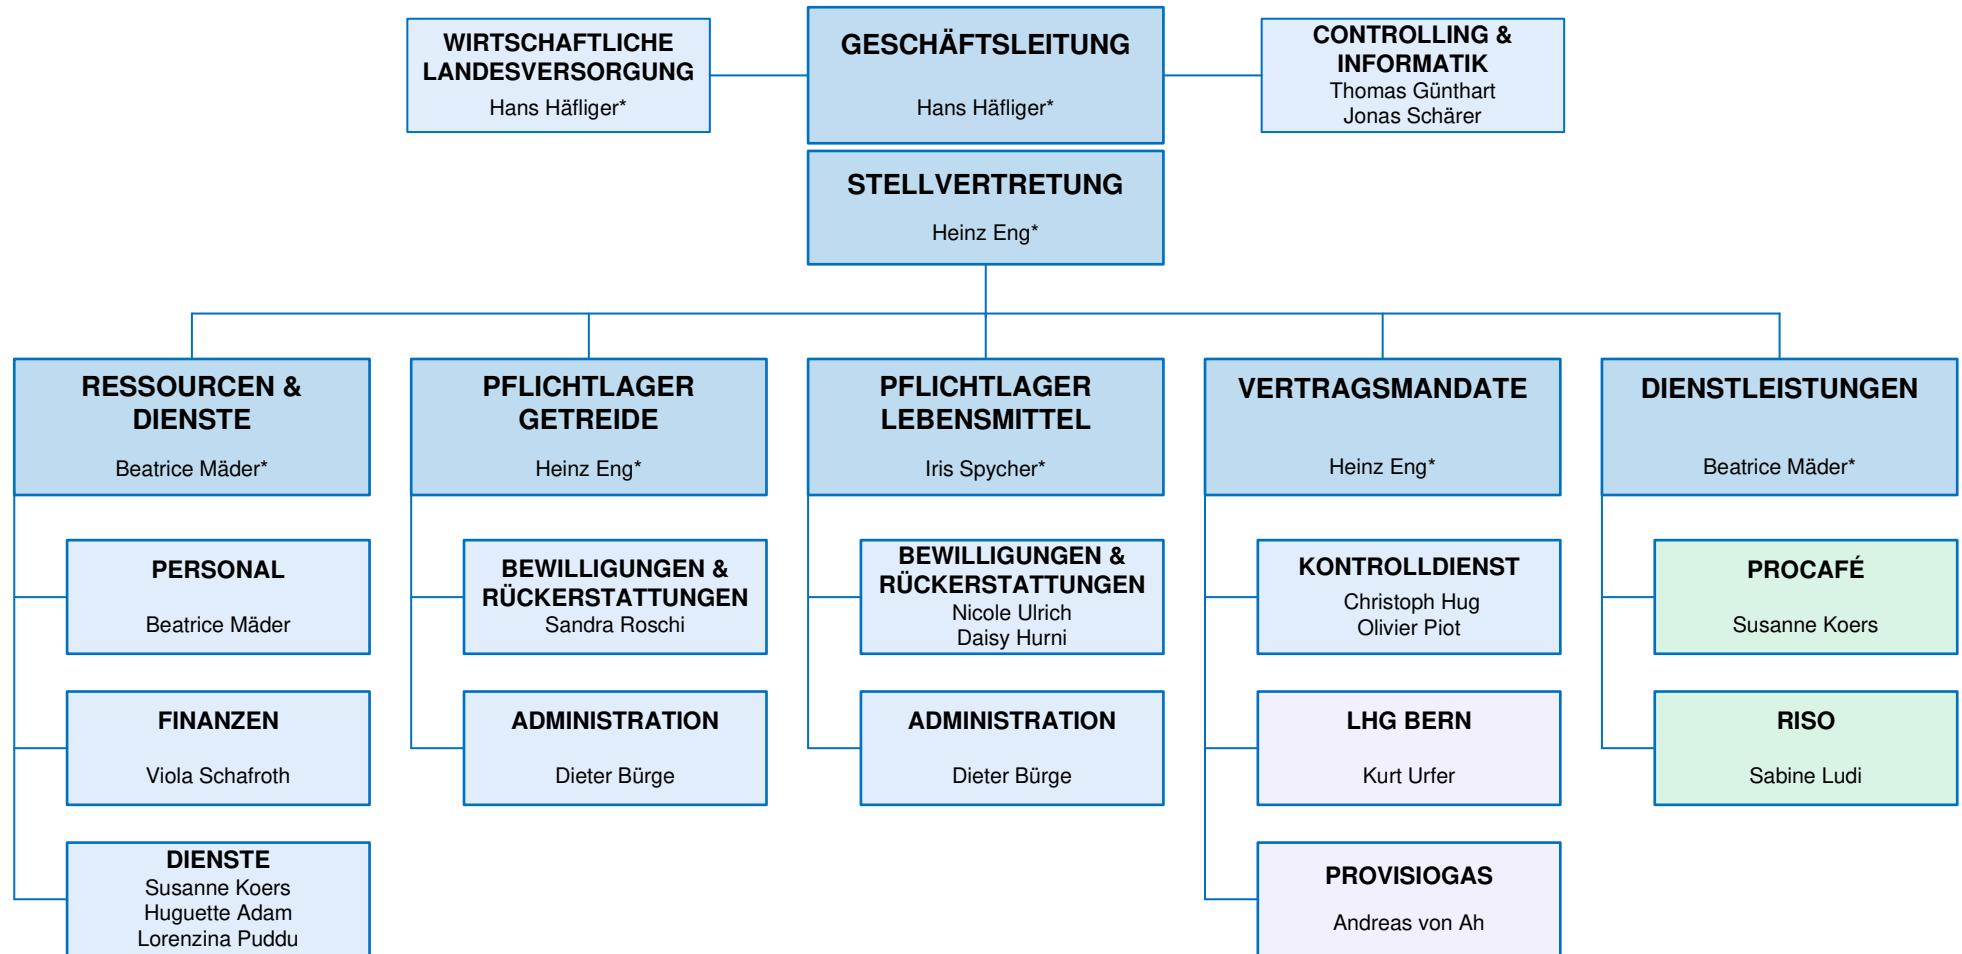 WIRTSCHAFTLICHE
LANDESVERSORGUNG
Hans Häfliger*
GESCHÄFTSLEITUNG
Hans Häfliger*
CONTROLLING &
INFORMATIK
Thomas Günthart
Jonas Schärer
STELLVERTRETUNG
Heinz Eng*
RESSOURCEN &
DIENSTE
Beatrice Mäder*
PFLICHTLAGER
GETREIDE
Heinz Eng*
PFLICHTLAGER
LEBENSMITTEL
Iris Spycher*
VERTRAGSMANDATE
Heinz Eng*
DIENSTLEISTUNGEN
Beatrice Mäder*
PERSONAL
Beatrice Mäder
BEWILLIGUNGEN &
RÜCKERSTATTUNGEN
Sandra Roschi
BEWILLIGUNGEN &
RÜCKERSTATTUNGEN
Nicole Ulrich
Daisy Hurni
KONTROLLDIENST
Christoph Hug
Olivier Piot
PROCAFÉ
Susanne Koers
FINANZEN
Viola Schafroth
ADMINISTRATION
Dieter Bürge
ADMINISTRATION
Dieter Bürge
LHG BERN
Kurt Urfer
RISO
Sabine Ludi
DIENSTE
Susanne Koers
Huguette Adam
Lorenzina Puddu
PROVISIOGAS
Andreas von Ah